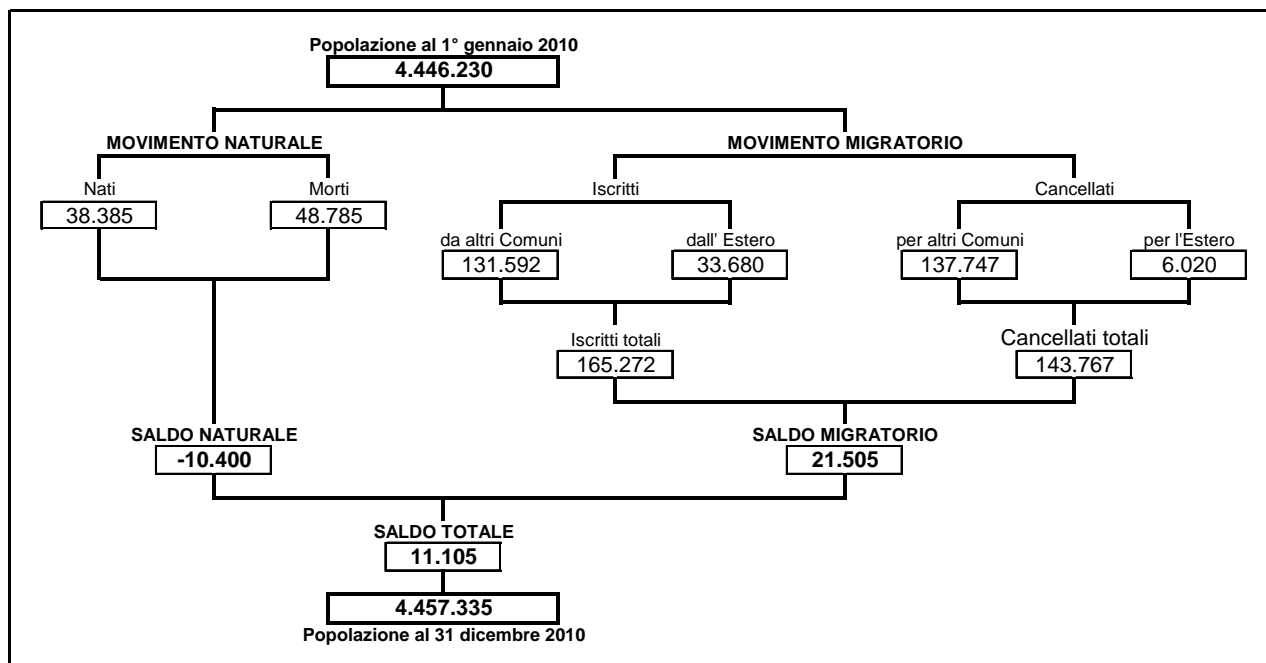 Popolazione al 1° gennaio 2010
4.446.230
MOVIMENTO NATURALE
MOVIMENTO MIGRATORIO
Nati
Morti
Iscritti
Cancellati
38.385
48.785
da altri Comuni
dall' Estero
per altri Comuni
per l'Estero
131.592
33.680
137.747
6.020
Iscritti totali
Cancellati totali
165.272
143.767
SALDO NATURALE
SALDO MIGRATORIO
-10.400
21.505
SALDO TOTALE
11.105
4.457.335
Popolazione al 31 dicembre 2010